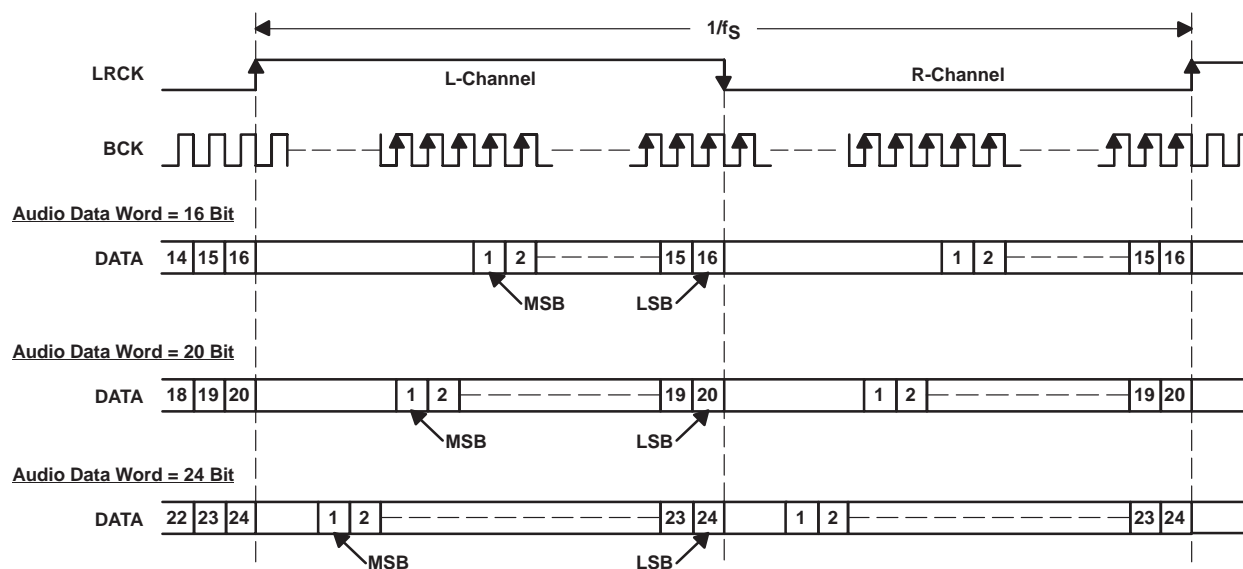 1/fS
LRCK L-Channel R-Channel
BCK
Audio Data Word = 16 Bit
DATA 14 15 16 1 2 15 16 1 2 15 16
MSB LSB
Audio Data Word = 20 Bit
DATA 18 19 20 1 2 19 20 1 2 19 20
MSB LSB
Audio Data Word = 24 Bit
DATA 22 23 24 1 2 23 24 1 2 23 24
MSB LSB